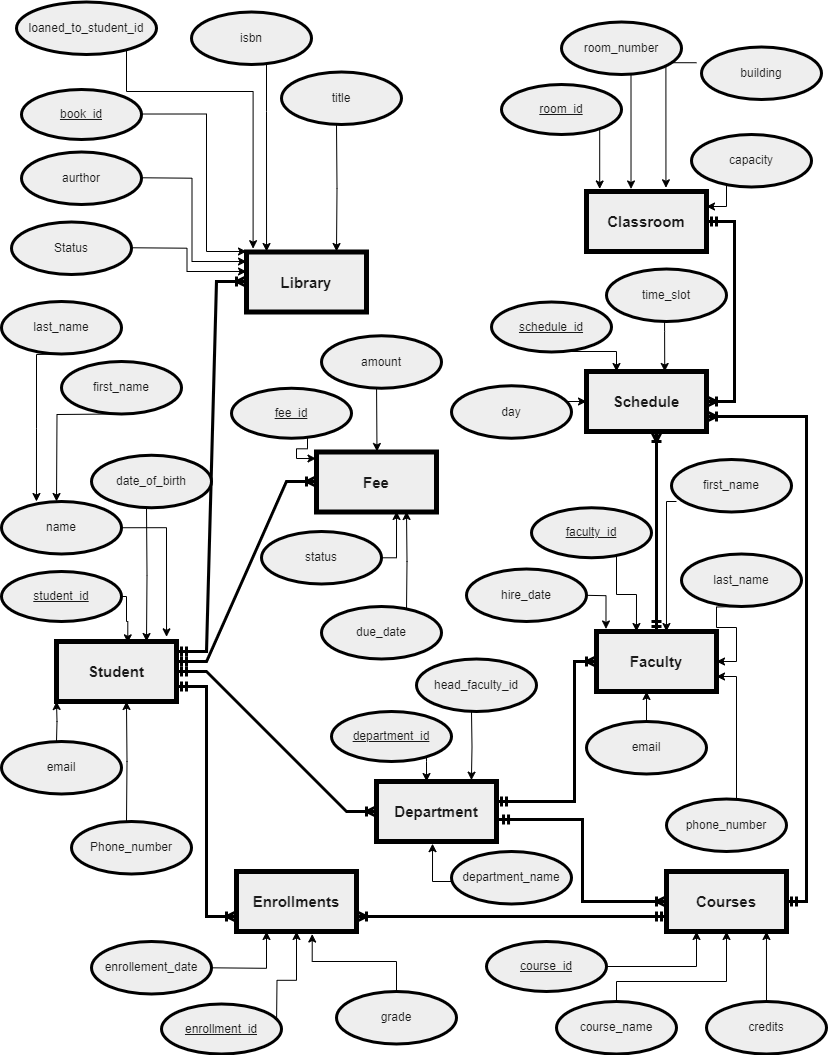 loaned_to_student_id
isbn
title
book_id
aurthor
Status
Library
room_number
building
room_id
capacity
Classroom
time_slot
schedule_id
day
Schedule
last_name
first_name
date_of_birth
name
student_id
Student
email
Phone_number
amount
fee_id
Fee
status
due_date
first_name
faculty_id
last_name
hire_date
Faculty
email
phone_number
head_faculty_id
department_id
Department
department_name
Enrollments
enrollement_date
enrollment_id
grade
Courses
course_id
course_name
credits